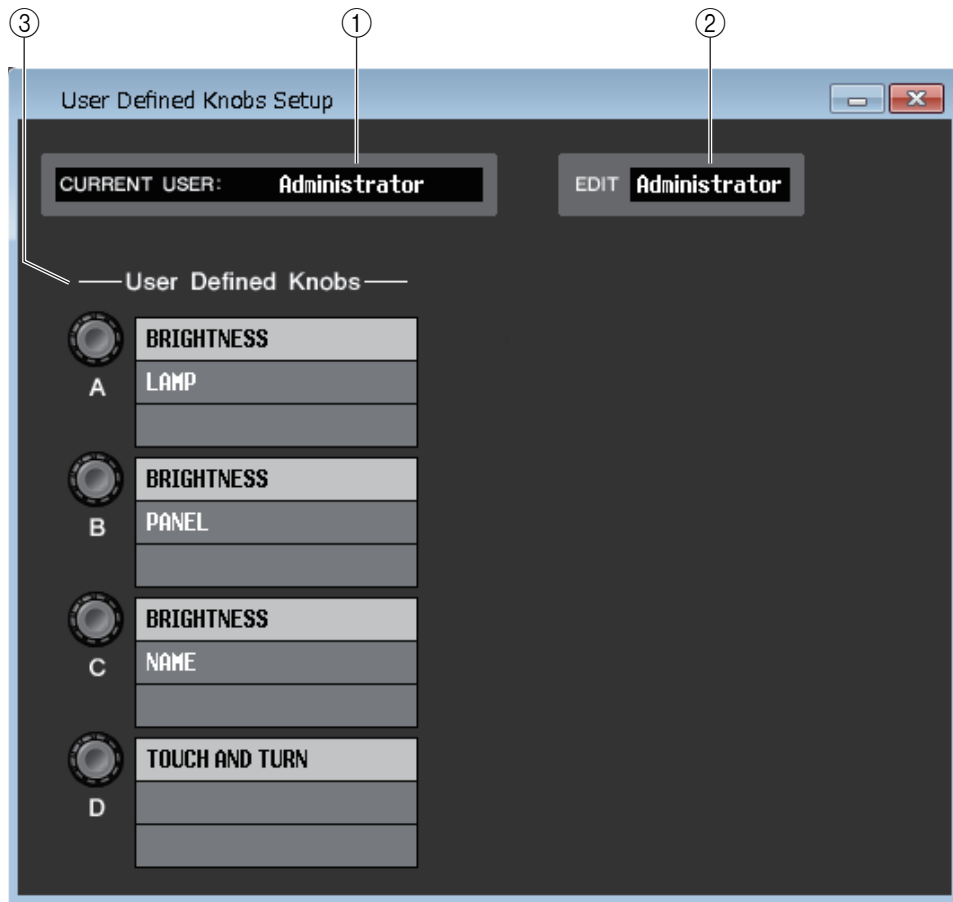 ③ ① ②
User Defined Knobs Setup
CURRENT USER: Administrator EDIT Administrator
User Defined Knobs
BRIGHTNESS
A LAMP
BRIGHTNESS
B PANEL
BRIGHTNESS
C NAME
TOUCH AND TURN
D